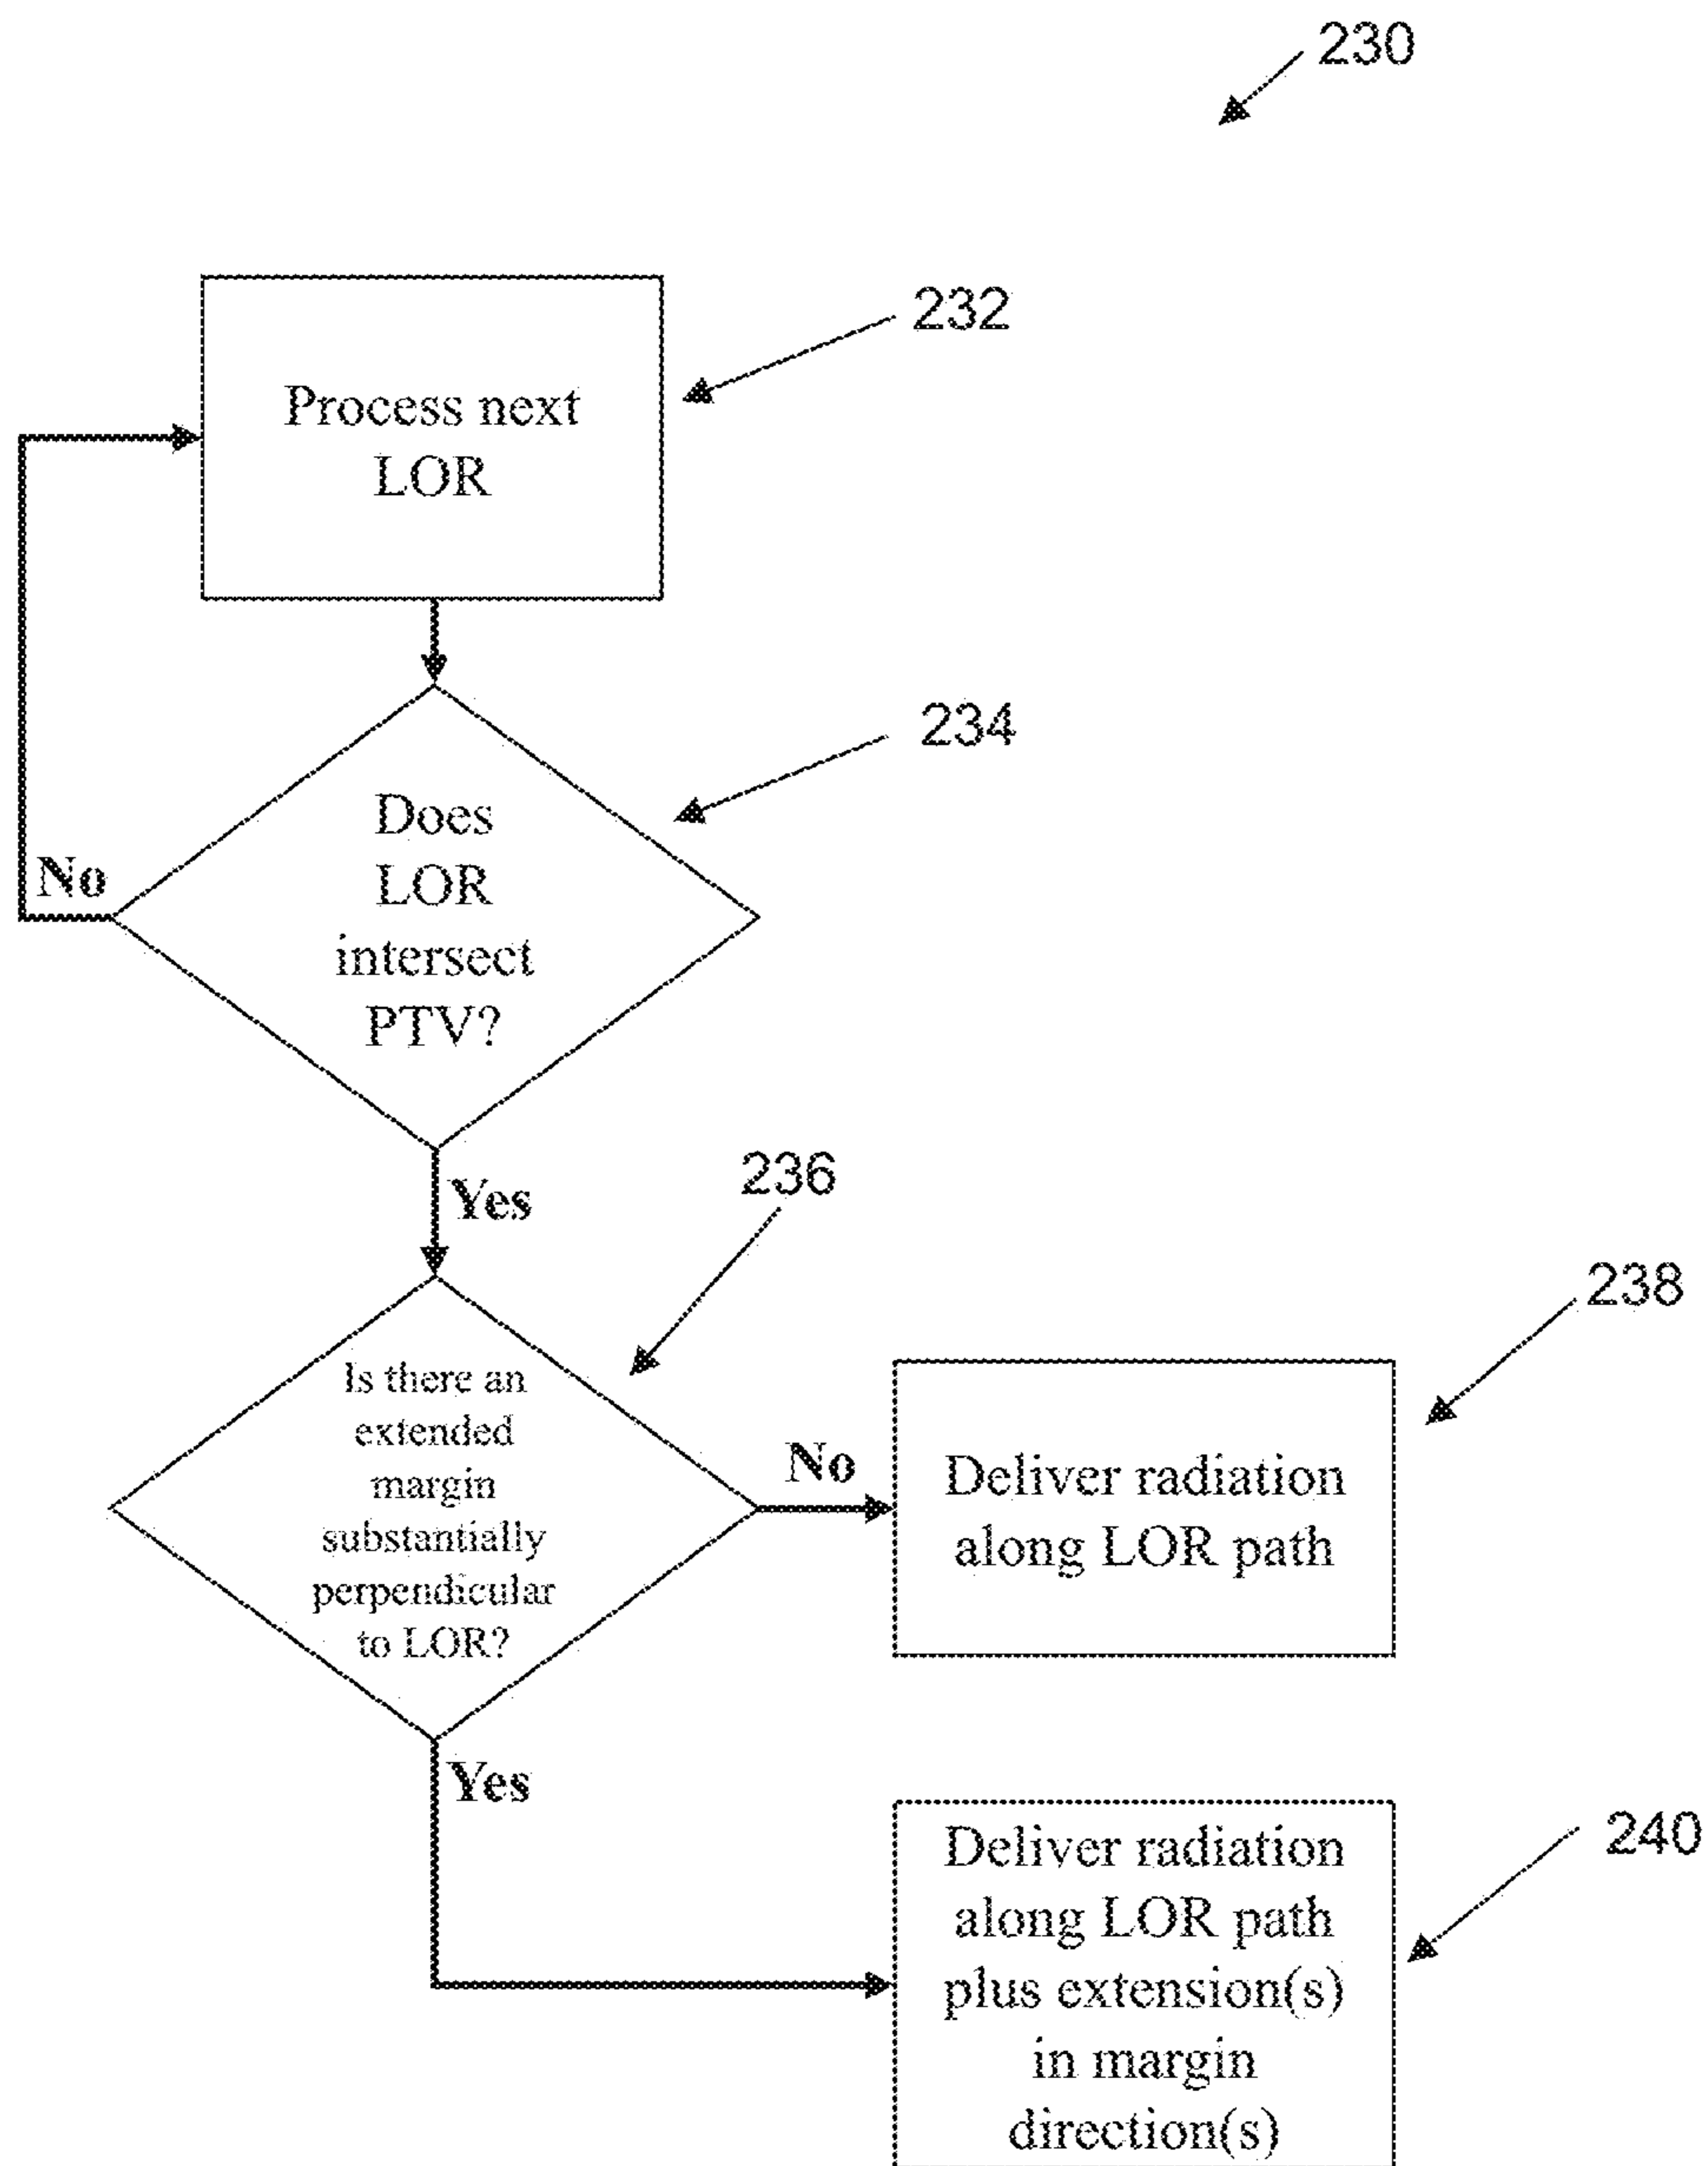 230
232
Process next
LOR
234
Does
LOR
intersect
PTV?
No
Yes
236
Is there an
extended
margin
substantially
perpendicular
to LOR?
No
238
Deliver radiation
along LOR path
Yes
240
Deliver radiation
along LOR path
plus extension(s)
in margin
direction(s)